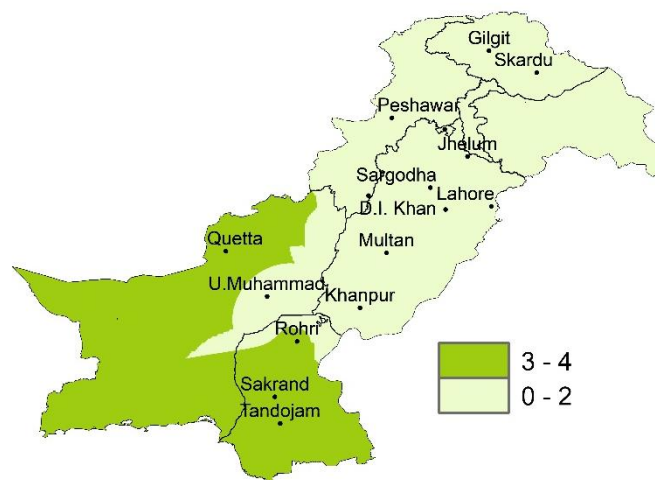 Gilgit
Skardu
Peshawar
Jhelum
Sargodha
Lahore
D.I. Khan
Quetta
Multan
U.Muhammad
Khanpur
Rohri
3 - 4
0 - 2
Sakrand
Tandojam